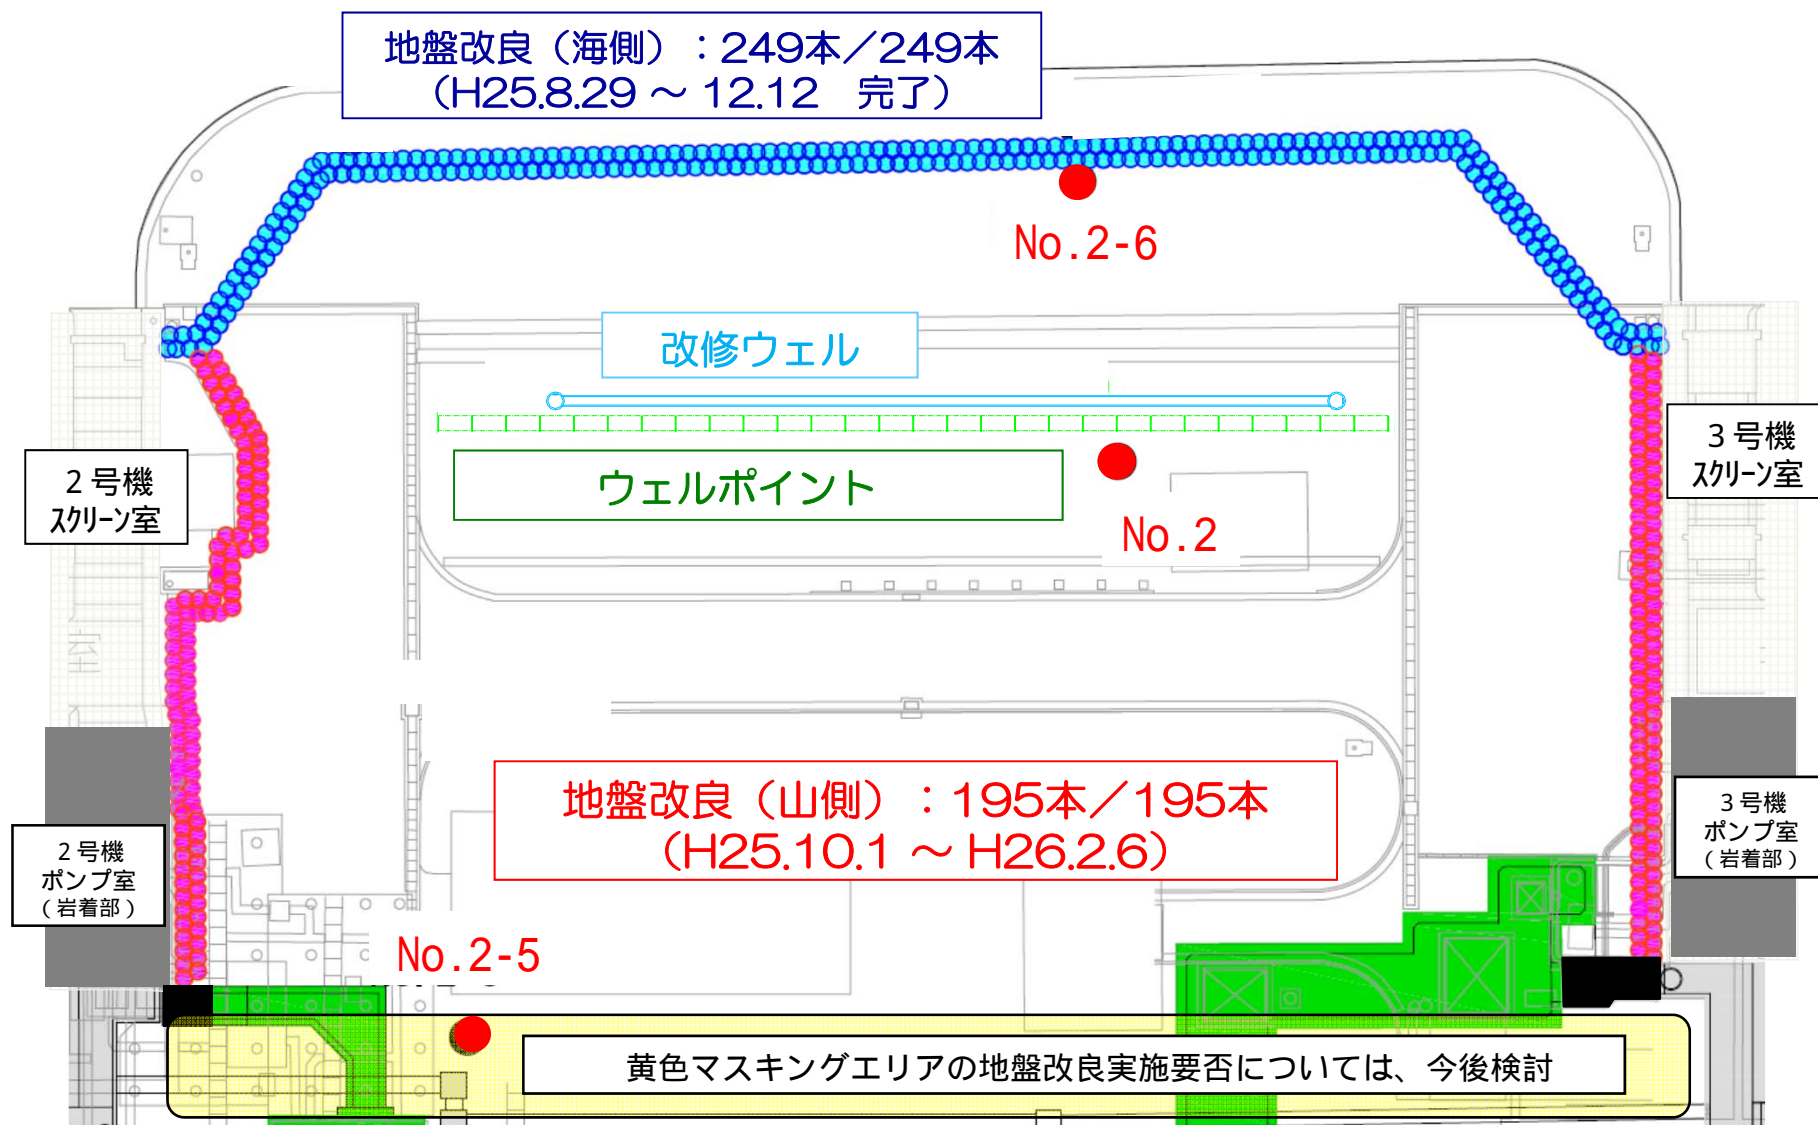 地盤改良（海側）：249本／249本
（H25.8.29 ～ 12.12　完了）
No.2-6
改修ウェル
２号機
ｽｸﾘｰﾝ室
３号機
ｽｸﾘｰﾝ室
ウェルポイント
No.2
地盤改良（山側）：195本／195本
（H25.10.1 ～ H26.2.6）
２号機
ポンプ室
（岩着部）
３号機
ポンプ室
（岩着部）
No.2-5
黄色マスキングエリアの地盤改良実施要否については、今後検討